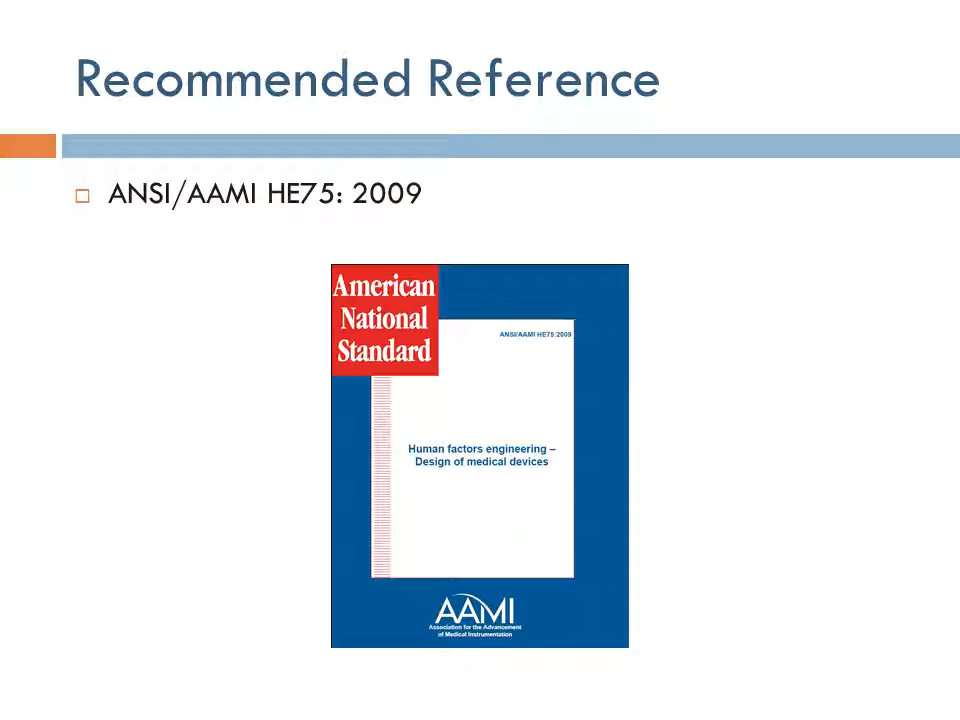 Recommended Reference
ANSI/AAMI HE75: 2009
American
National
Standard
ANSI/AAMI HE75:2009
Human factors engineering –
Design of medical devices
AAMI
Association for the Advancement
of Medical Instrumentation